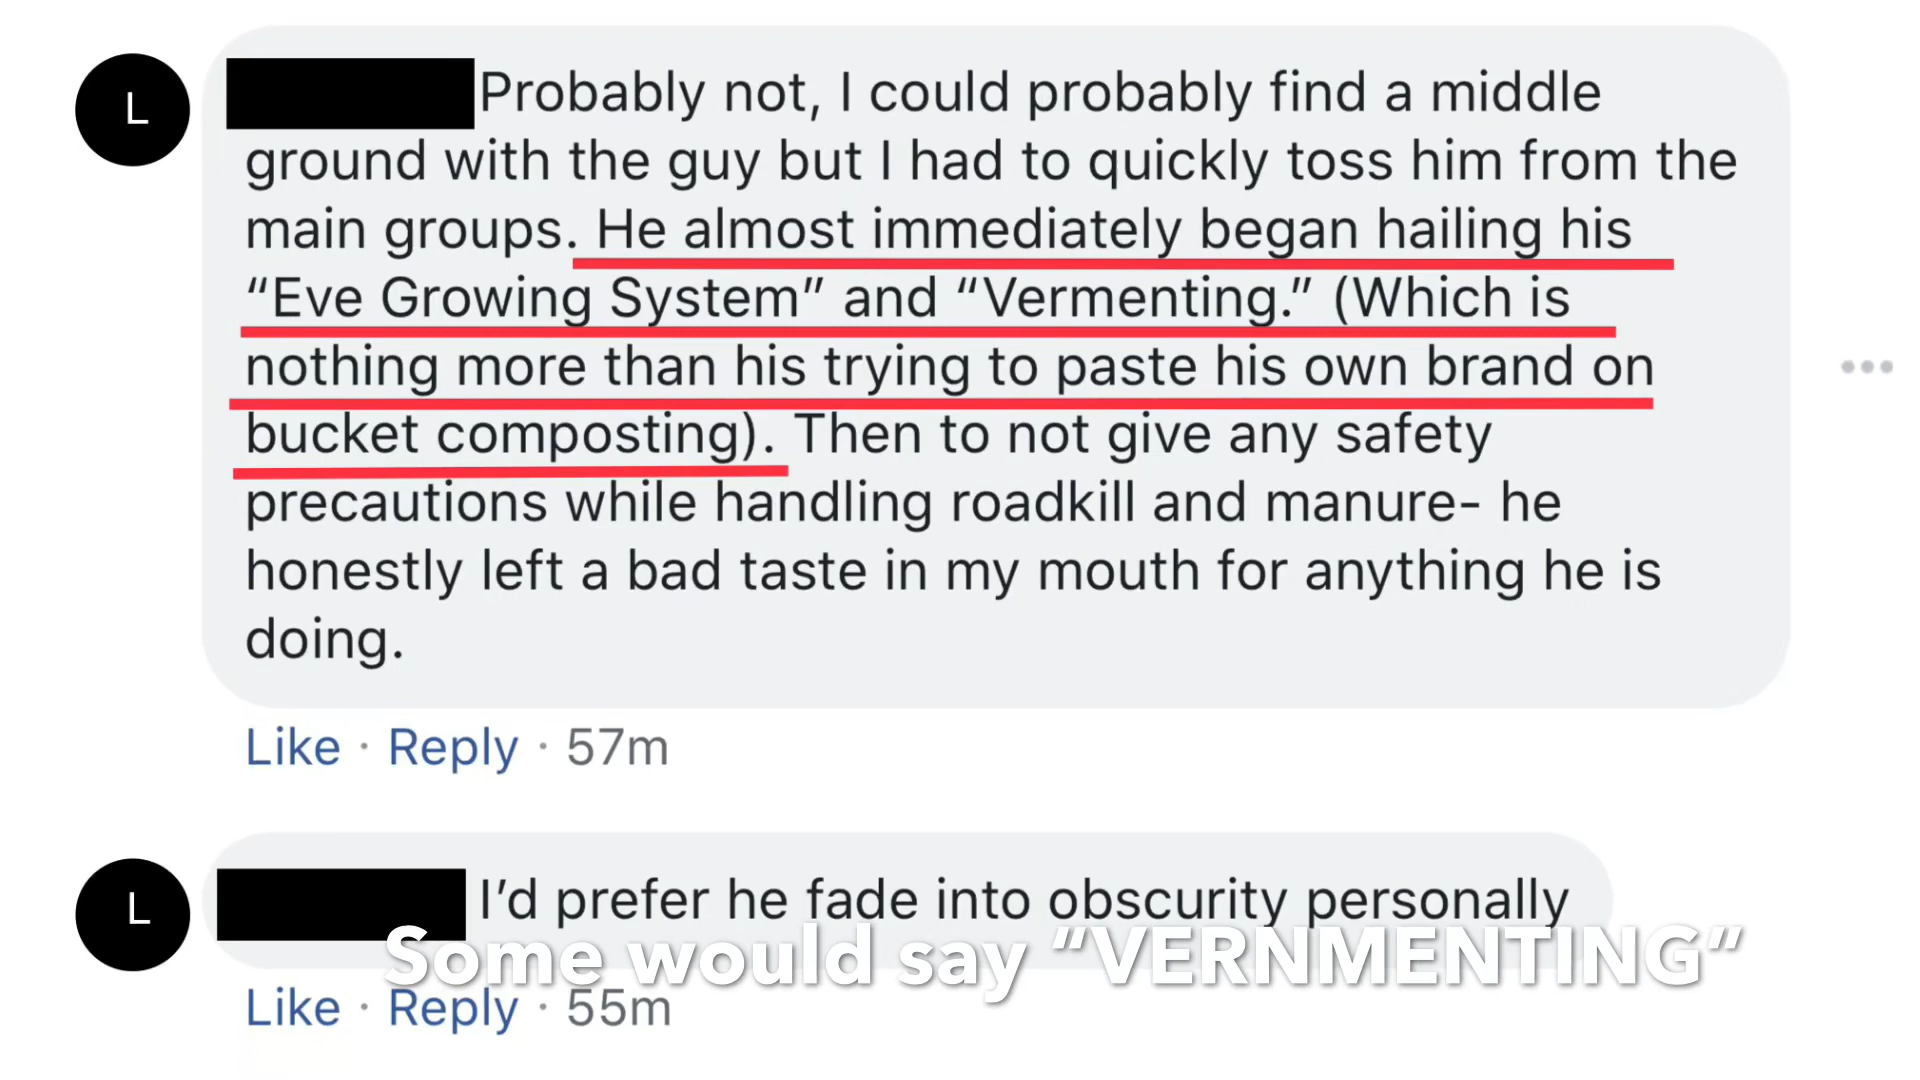 L
Probably not, I could probably find a middle
ground with the guy but I had to quickly toss him from the
main groups. He almost immediately began hailing his
“Eve Growing System” and “Vermenting.” (Which is
nothing more than his trying to paste his own brand on
bucket composting). Then to not give any safety
precautions while handling roadkill and manure- he
honestly left a bad taste in my mouth for anything he is
doing.
Like · Reply · 57m
L
I’d prefer he fade into obscurity personally
Some would say “VERNMENTING”
Like · Reply · 55m